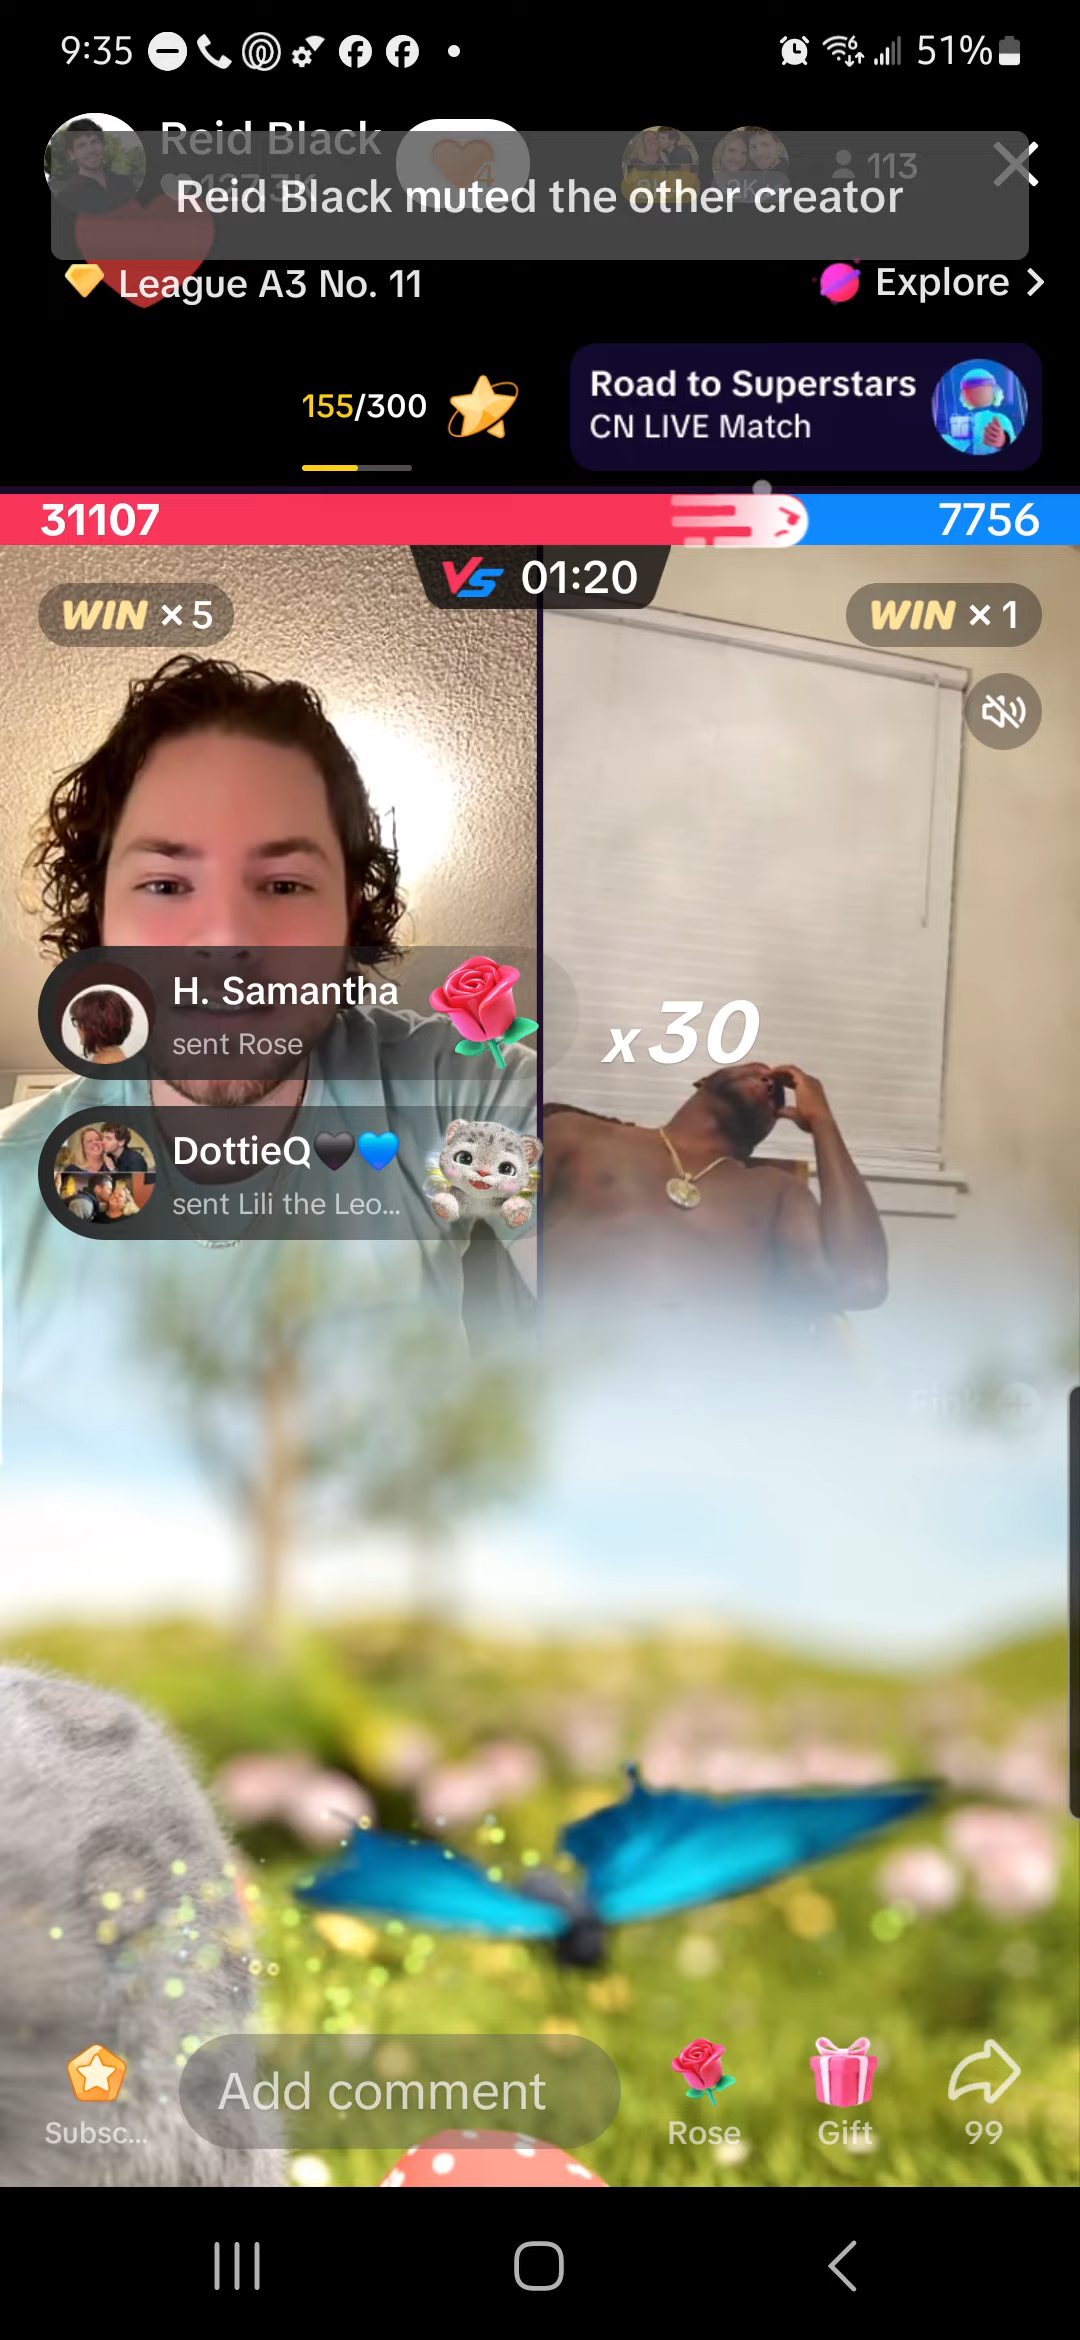 9:35
51%
Reid Black
113
Reid Black muted the other creator
League A3 No. 11
Explore >
155/300
Road to Superstars
CN LIVE Match
31107
7756
VS 01:20
WIN × 5
WIN × 1
H. Samantha
sent Rose
x30
DottieQ🖤💙
sent Lili the Leo...
Add comment
Subsc...
Rose
Gift
99